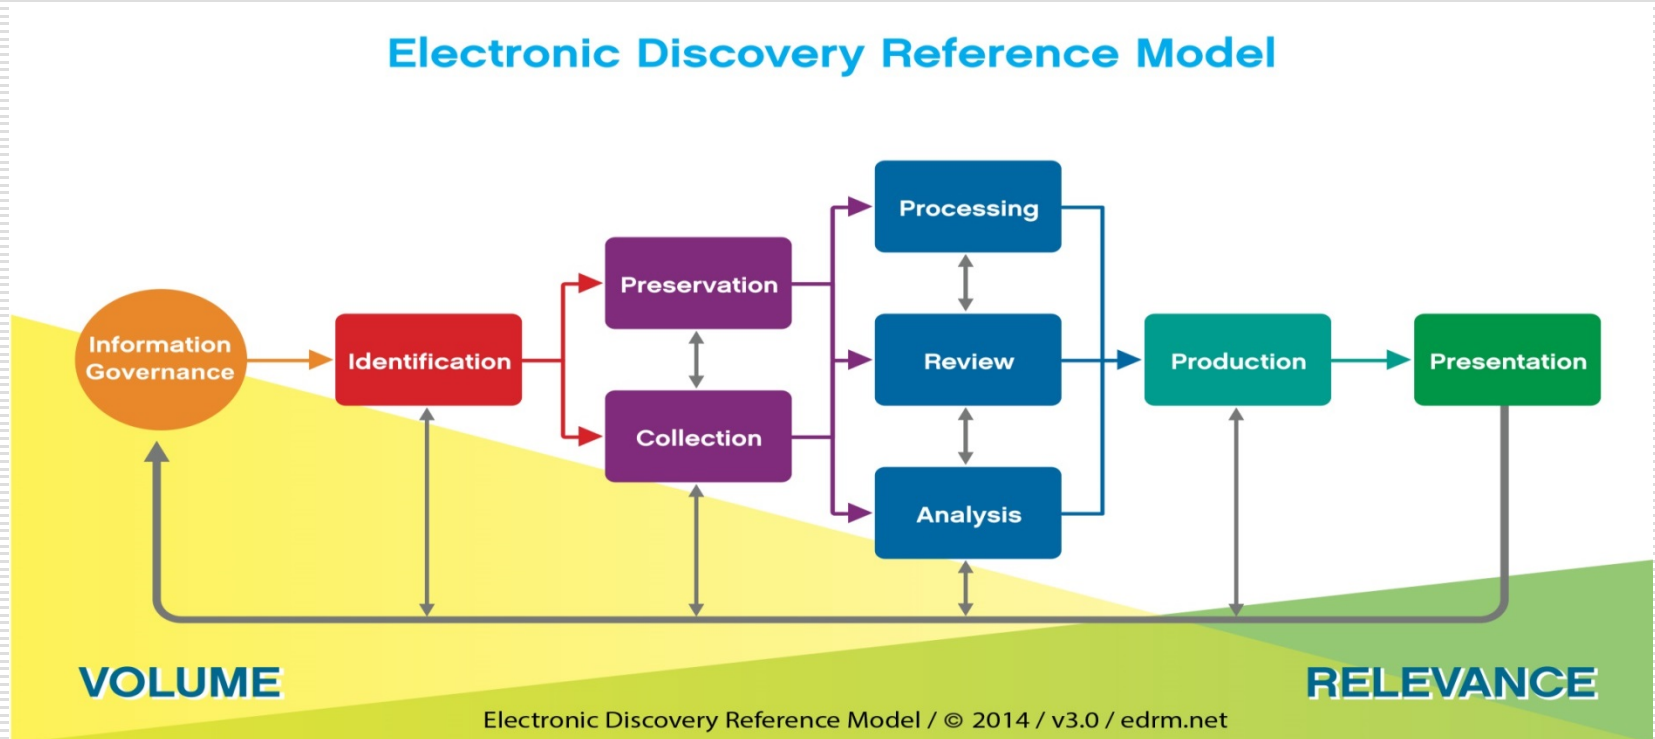 Electronic Discovery Reference Model
Information
Governance
Identification
Preservation
Collection
Processing
Review
Analysis
Production
Presentation
VOLUME
RELEVANCE
Electronic Discovery Reference Model / © 2014 / v3.0 / edrm.net